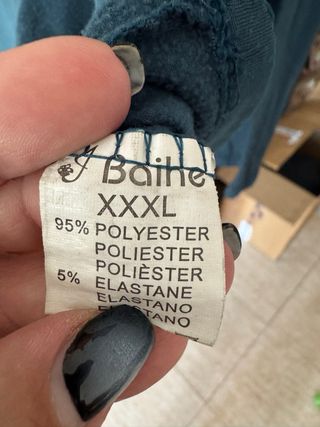 Baihe
XXXL
95% POLYESTER
POLIESTER
POLIÈSTER
5% ELASTANE
ELASTANO
ELASTANO